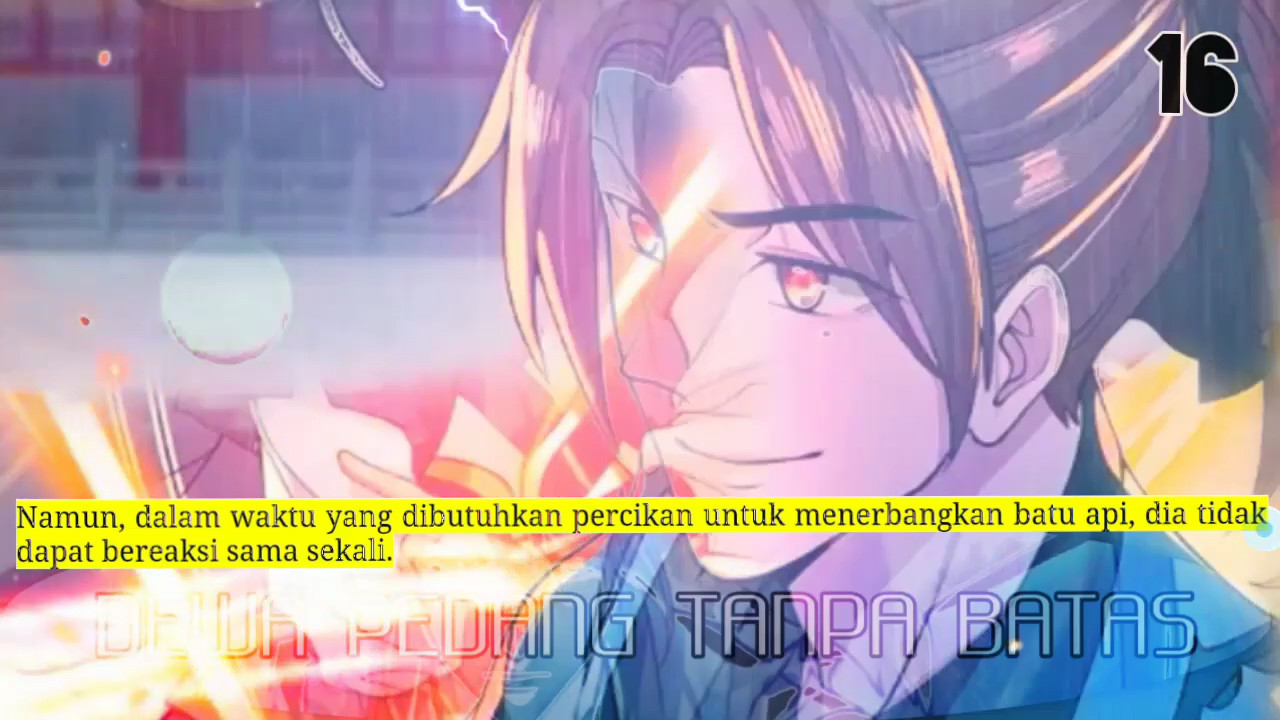 16
Namun, dalam waktu yang dibutuhkan percikan untuk menerbangkan batu api, dia tidak
dapat bereaksi sama sekali.
DEWA PEDANG TANPA BATAS